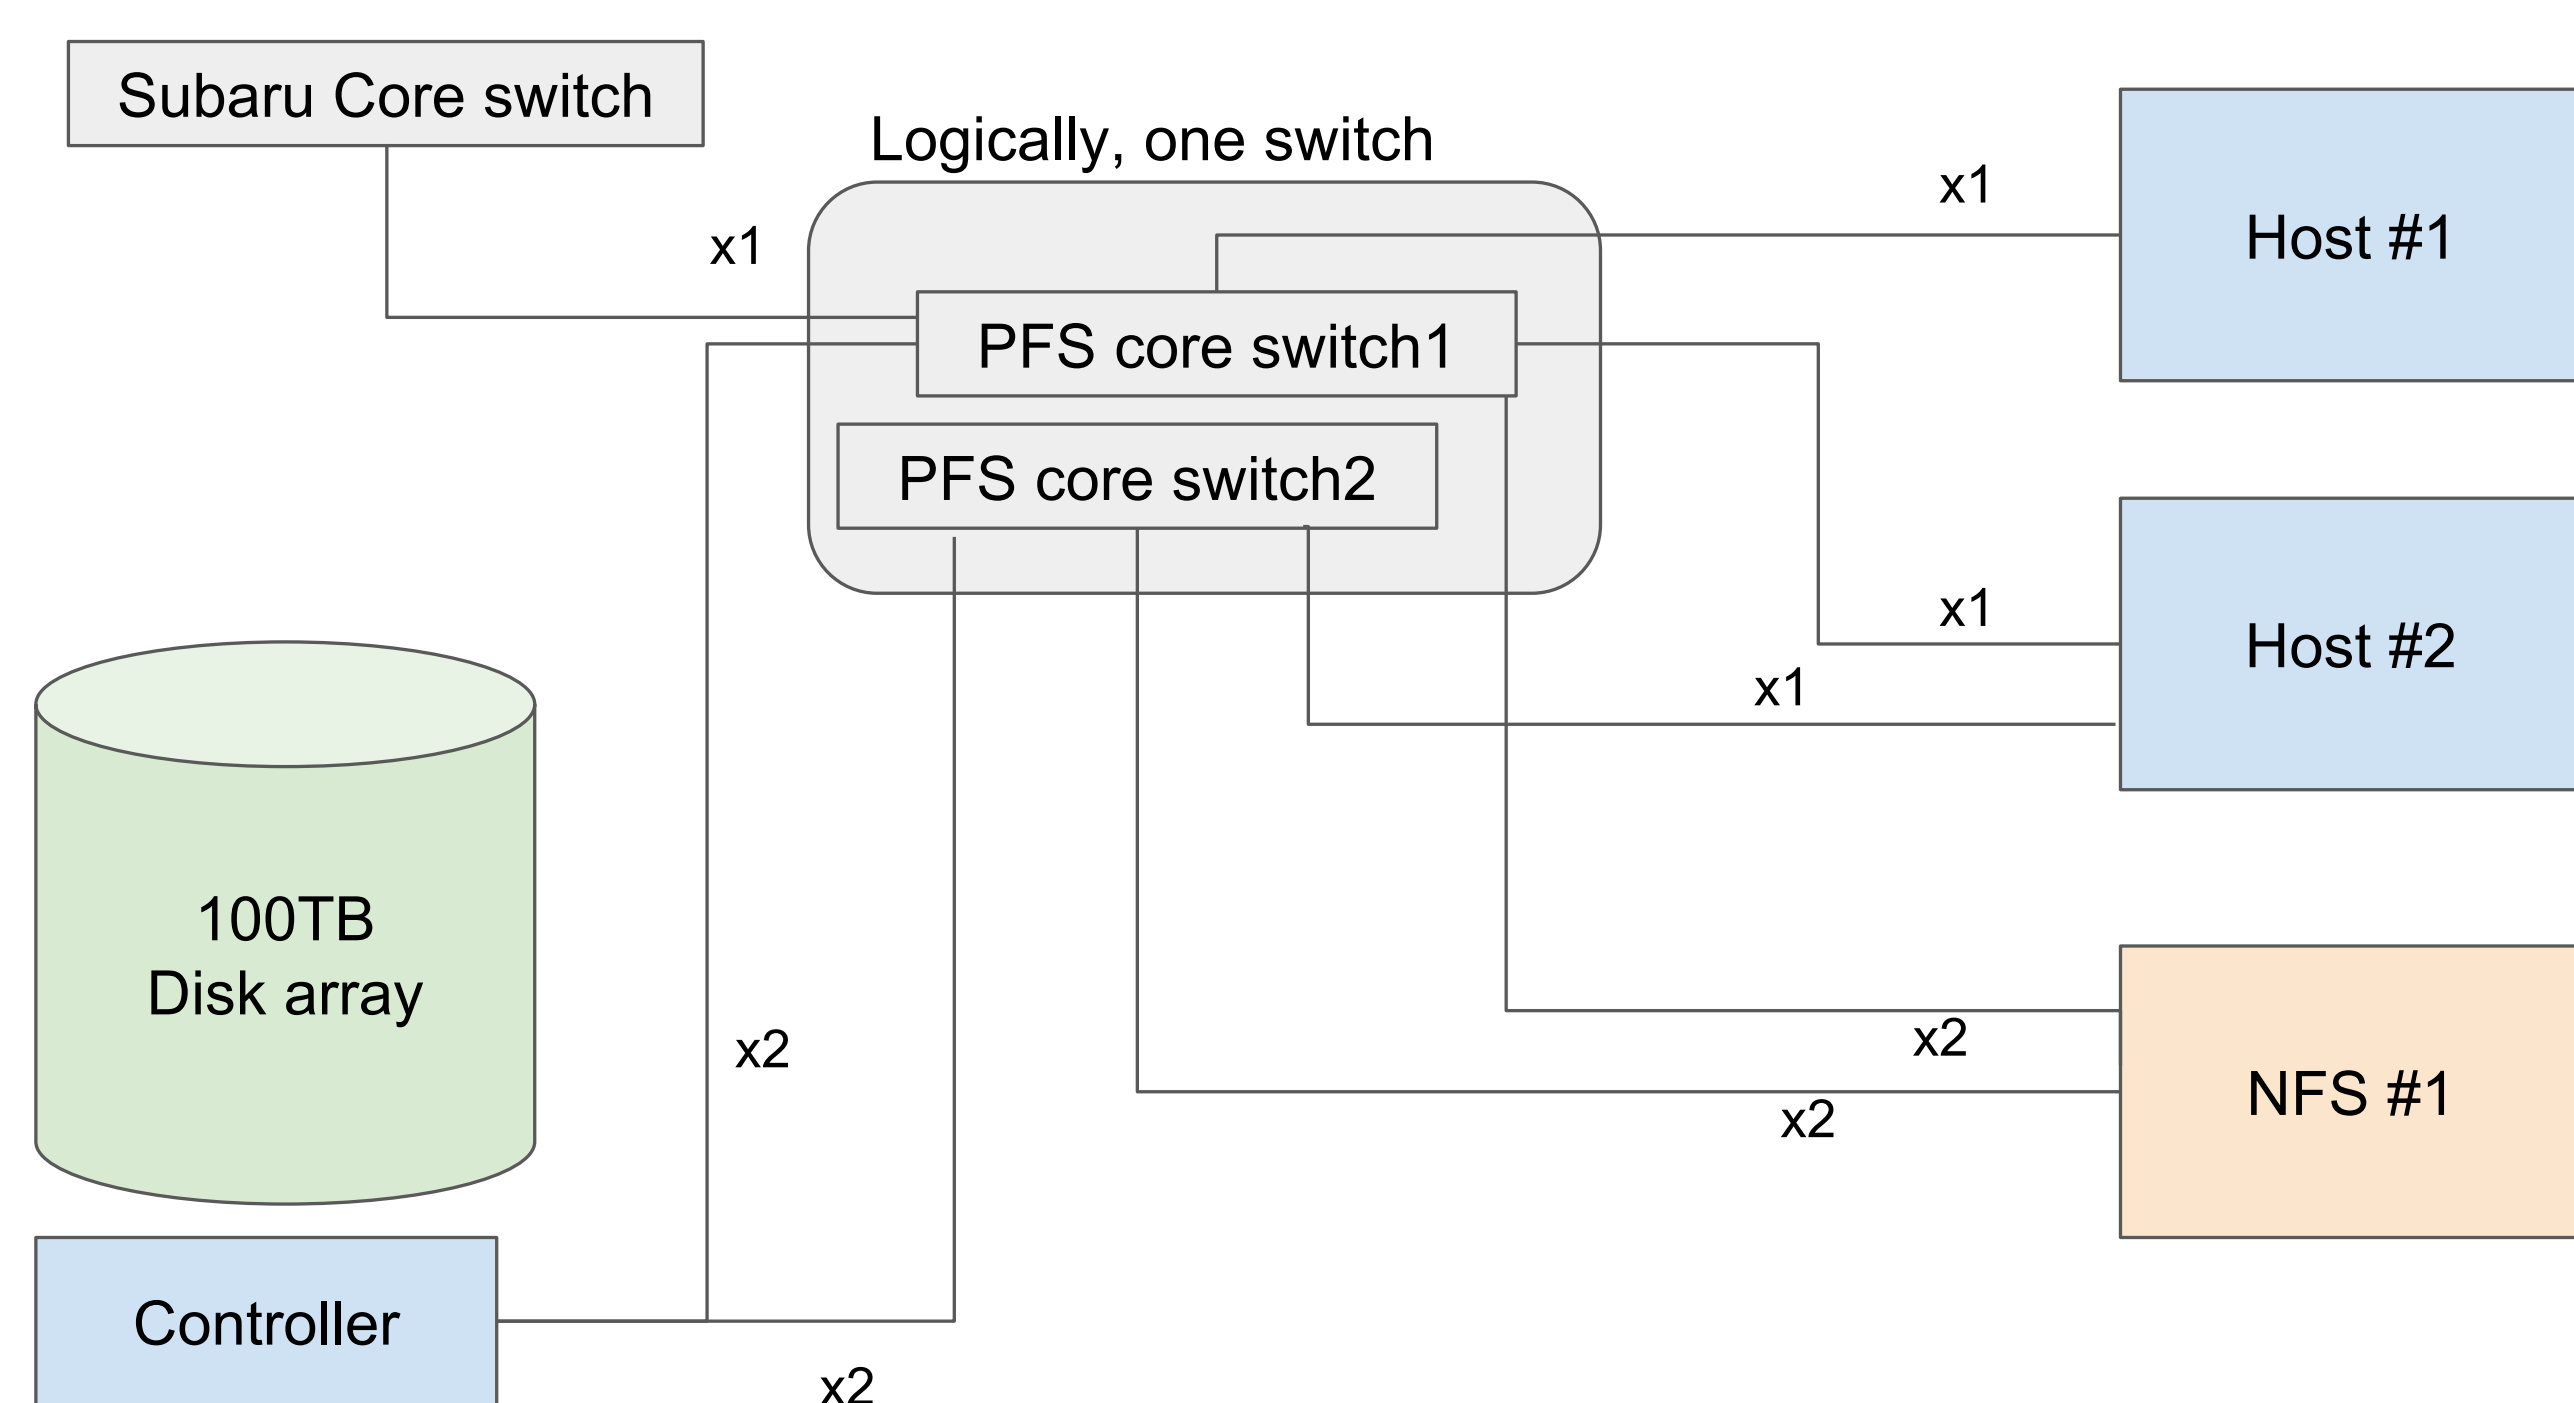 Subaru Core switch
Logically, one switch
x1
x1
Host #1
PFS core switch1
PFS core switch2
x1
Host #2
x1
100TB
Disk array
x2
x2
x2
NFS #1
Controller
x2